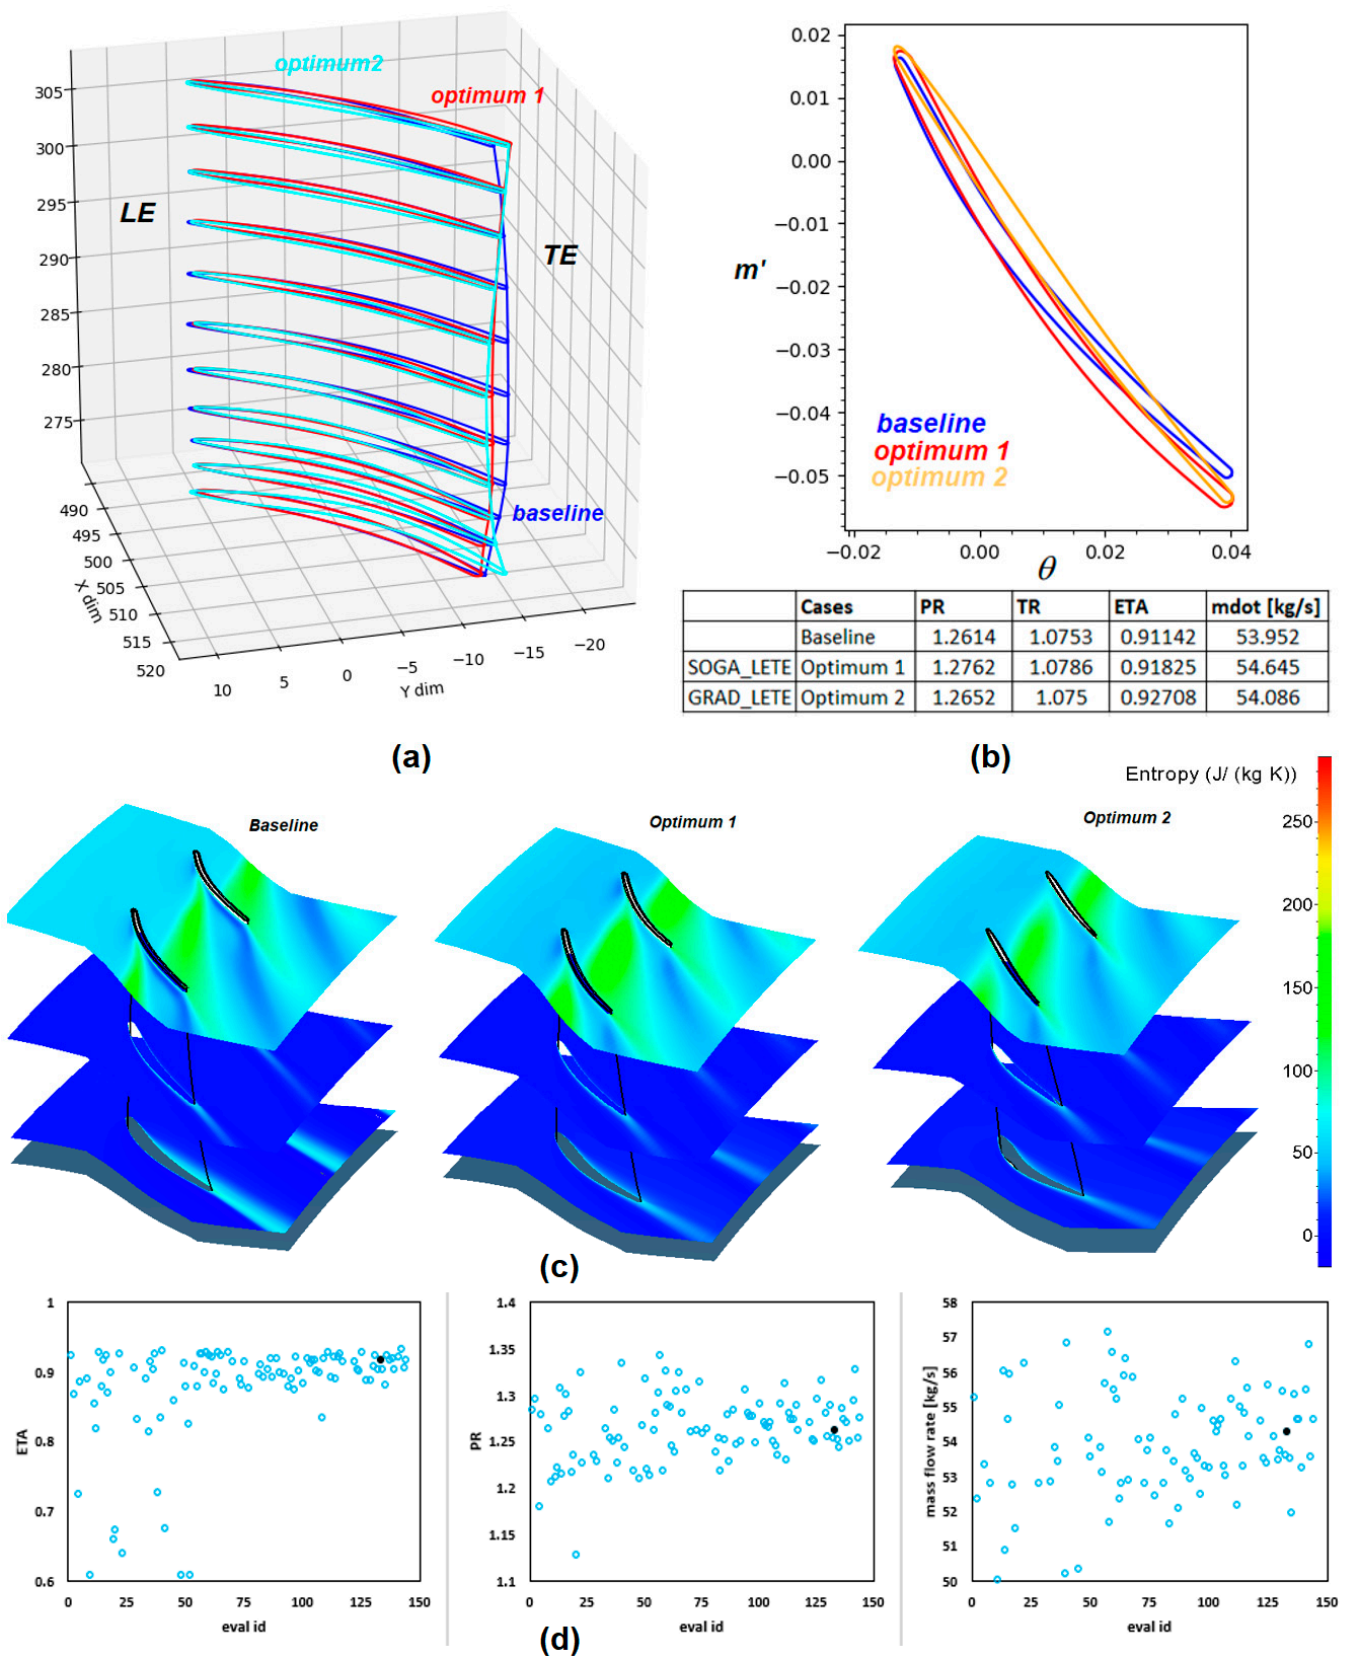 optimum2
optimum 1
LE
TE
baseline
305
300
295
290
285
280
275
490
495
500
505
510
515
520
X dim
10
5
0
−5
−10
−15
−20
Y dim
(a)
0.02
0.01
0.00
−0.01
−0.02
−0.03
−0.04
−0.05
m'
baseline
optimum 1
optimum 2
−0.02
0.00
0.02
0.04
θ
Cases PR TR ETA mdot [kg/s]
Baseline 1.2614 1.0753 0.91142 53.952
SOGA_LETE Optimum 1 1.2762 1.0786 0.91825 54.645
GRAD_LETE Optimum 2 1.2652 1.075 0.92708 54.086
(b)
Entropy (J/ (kg K))
Baseline
Optimum 1
Optimum 2
250
200
150
100
50
0
(c)
1
0.9
0.8
0.7
0.6
ETA
0 25 50 75 100 125 150
eval id
1.4
1.35
1.3
1.25
1.2
1.15
1.1
PR
0 25 50 75 100 125 150
eval id
58
57
56
55
54
53
52
51
50
mass flow rate [kg/s]
0 25 50 75 100 125 150
eval id
(d)